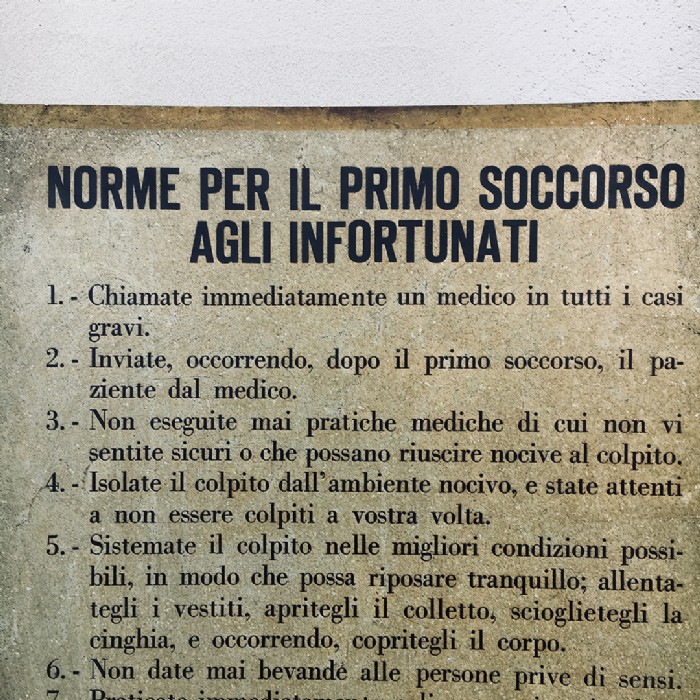 NORME PER IL PRIMO SOCCORSO
AGLI INFORTUNATI
1. - Chiamate immediatamente un medico in tutti i casi
gravi.
2. - Inviate, occorrendo, dopo il primo soccorso, il pa-
ziente dal medico.
3. - Non eseguite mai pratiche mediche di cui non vi
sentite sicuri o che possano riuscire nocive al colpito.
4. - Isolate il colpito dall'ambiente nocivo, e state attenti
a non essere colpiti a vostra volta.
5. - Sistemate il colpito nelle migliori condizioni possi-
bili, in modo che possa riposare tranquillo; allenta-
tegli i vestiti, apritegli il colletto, scioglietegli la
cinghia, e occorrendo, copritegli il corpo.
6. - Non date mai bevande alle persone prive di sensi.
7. - Praticate immediatamente